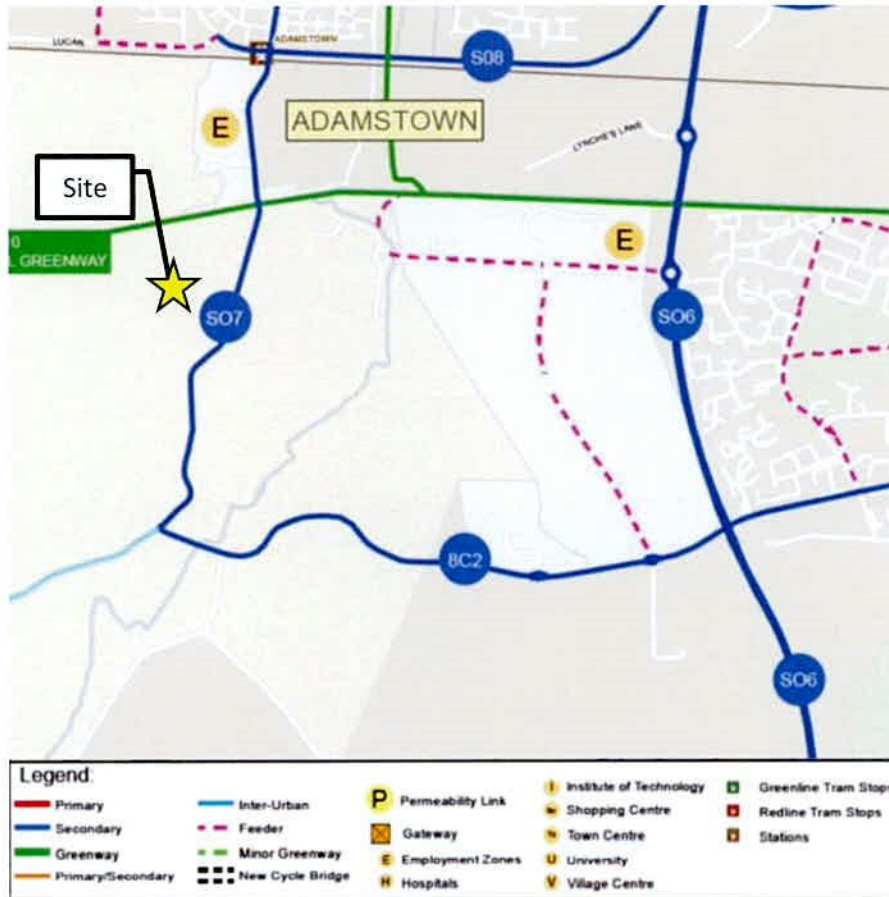 LUCAN
ADAMSTOWN
S08
E
ADAMSTOWN
LYNCHE'S LANE
Site
0
L GREENWAY
E
SO7
SO6
8C2
SO6
Legend:
Primary
Secondary
Greenway
Primary/Secondary
Inter-Urban
Feeder
Minor Greenway
New Cycle Bridge
P Permeability Link
Gateway
E Employment Zones
H Hospitals
I Institute of Technology
Shopping Centre
Town Centre
U University
V Village Centre
Greenline Tram Stops
Redline Tram Stops
Stations